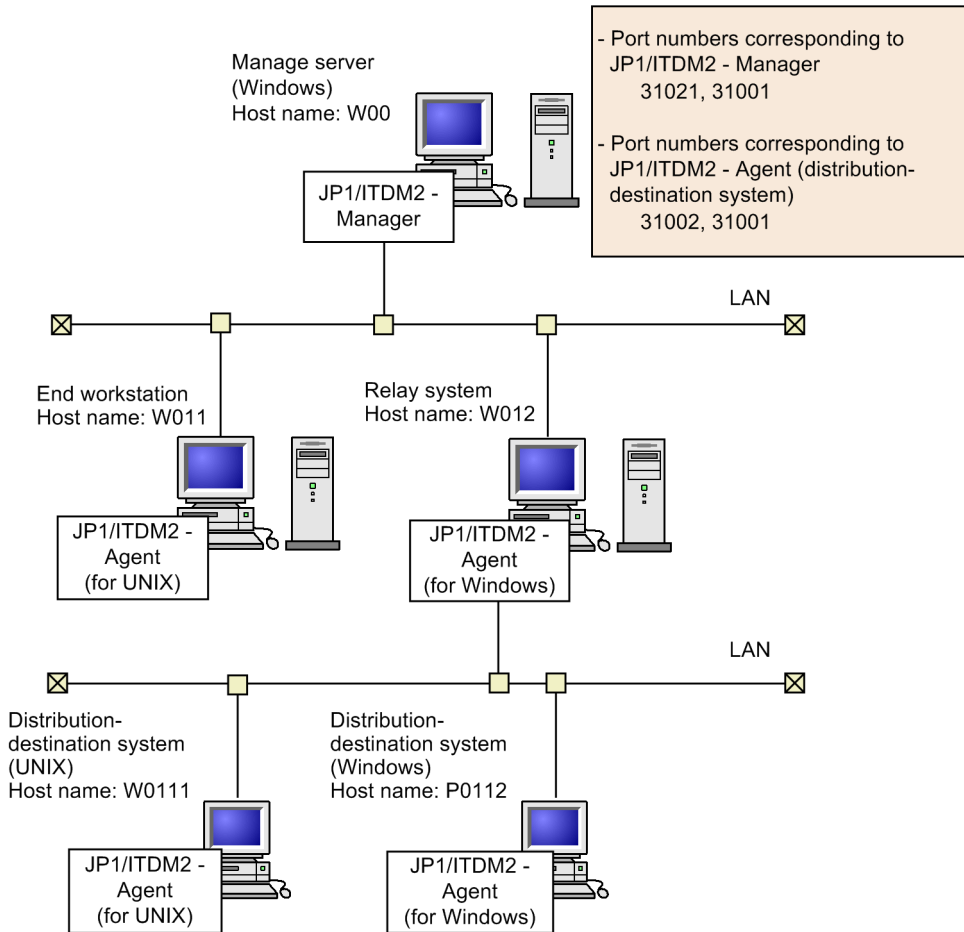 Manage server
(Windows)
Host name: W00
JP1/ITDM2 -
Manager
- Port numbers corresponding to
JP1/ITDM2 - Manager
31021, 31001
- Port numbers corresponding to
JP1/ITDM2 - Agent (distribution-
destination system)
31002, 31001
LAN
End workstation
Host name: W011
JP1/ITDM2 -
Agent
(for UNIX)
Relay system
Host name: W012
JP1/ITDM2 -
Agent
(for Windows)
LAN
Distribution-
destination system
(UNIX)
Host name: W0111
JP1/ITDM2 -
Agent
(for UNIX)
Distribution-
destination system
(Windows)
Host name: P0112
JP1/ITDM2 -
Agent
(for Windows)